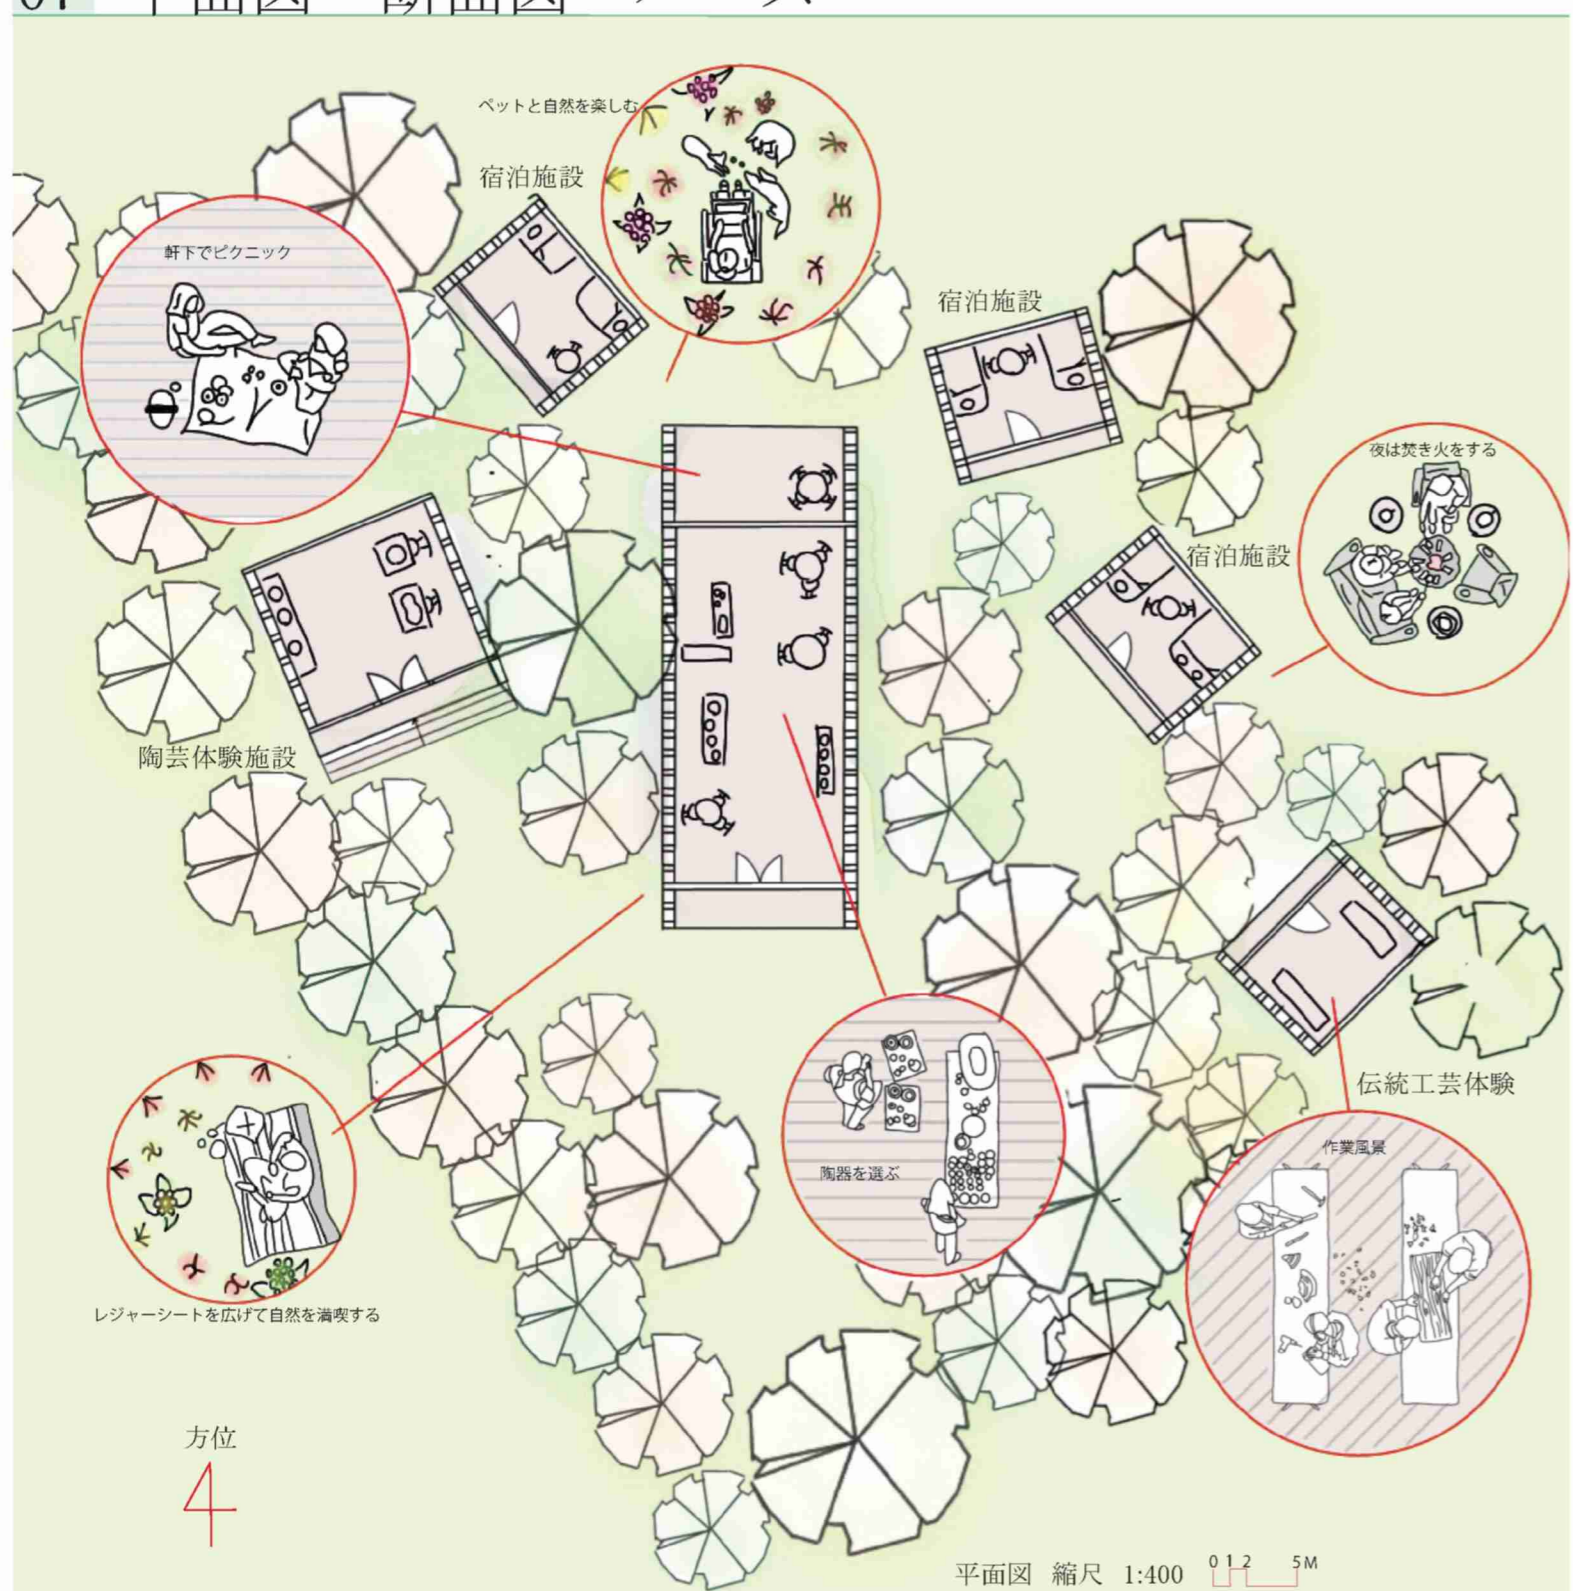 平面図
ペットと自然を楽しむ
宿泊施設
軒下でピクニック
宿泊施設
夜は焚き火をする
宿泊施設
陶芸体験施設
伝統工芸体験
作業風景
陶器を選ぶ
レジャーシートを広げて自然を満喫する
方位
平面図 縮尺 1:400 0 1 2 5M